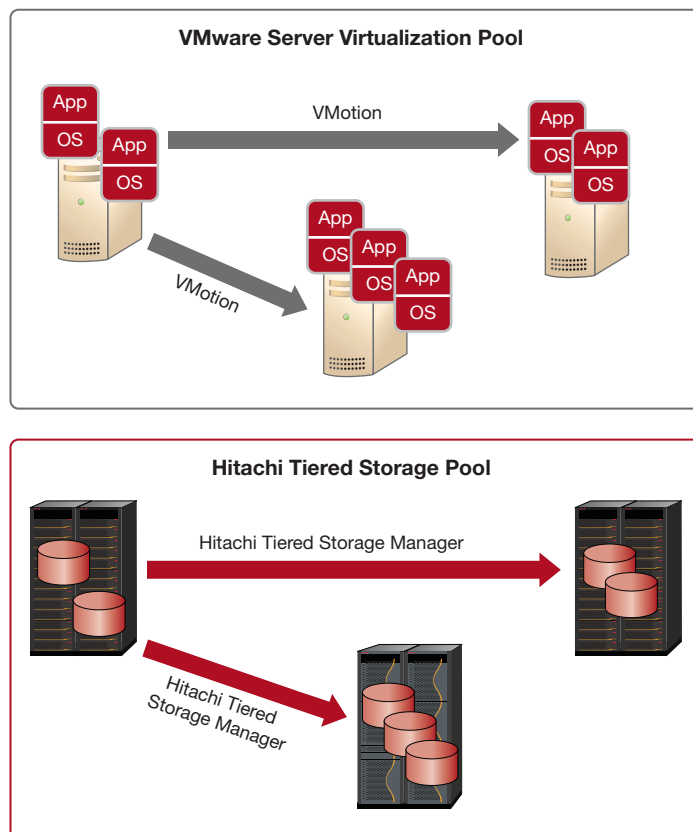 VMware Server Virtualization Pool
App
OS
App
OS
VMotion
App
OS
App
OS
VMotion
App
OS
App
OS
App
OS
Hitachi Tiered Storage Pool
Hitachi Tiered Storage Manager
Hitachi Tiered
Storage Manager